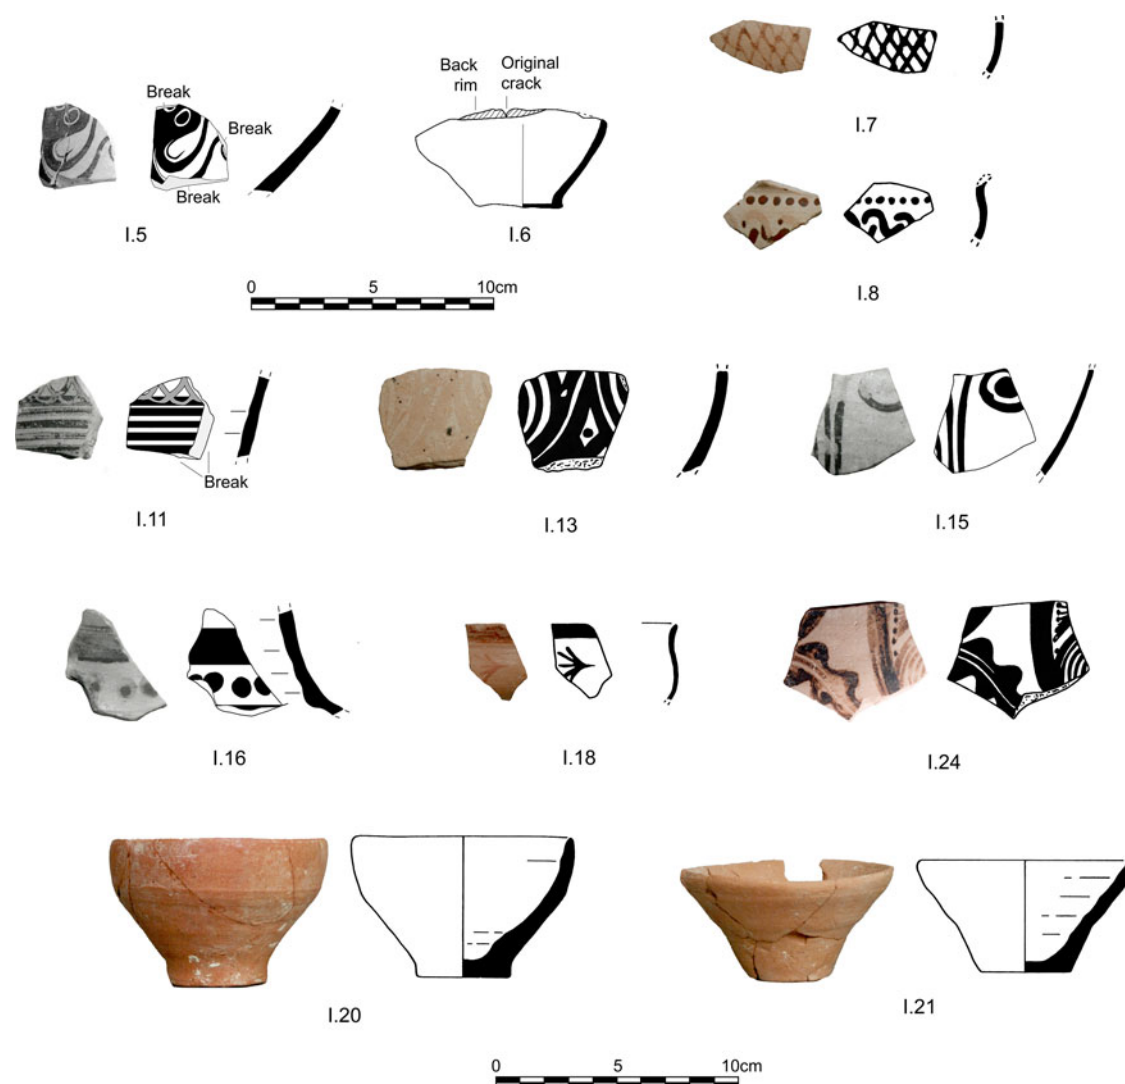 Break
Break
Break
I.5
Back rim
Original crack
I.6
I.7
I.8
0 5 10cm
Break
I.11
I.13
I.15
I.16
I.18
I.24
I.20
I.21
0 5 10cm